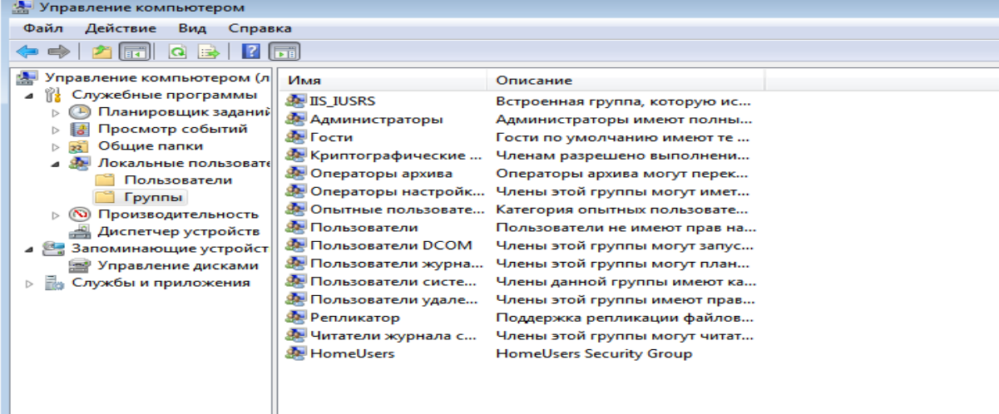 Управление компьютером
Файл Действие Вид Справка
Управление компьютером (л
Служебные программы
Планировщик заданий
Просмотр событий
Общие папки
Локальные пользовате
Пользователи
Группы
Производительность
Диспетчер устройств
Запоминающие устройст
Управление дисками
Службы и приложения
Имя Описание
IIS_IUSRS Встроенная группа, которую ис...
Администраторы Администраторы имеют полны...
Гости Гости по умолчанию имеют те ...
Криптографические ... Членам разрешено выполнени...
Операторы архива Операторы архива могут перек...
Операторы настройк... Члены этой группы могут имет...
Опытные пользовате... Категория опытных пользовате...
Пользователи Пользователи не имеют прав на...
Пользователи DCOM Члены этой группы могут запус...
Пользователи журна... Члены этой группы могут план...
Пользователи систе... Члены данной группы имеют ка...
Пользователи удале... Члены этой группы имеют прав...
Репликатор Поддержка репликации файлов...
Читатели журнала с... Члены этой группы могут читат...
HomeUsers HomeUsers Security Group